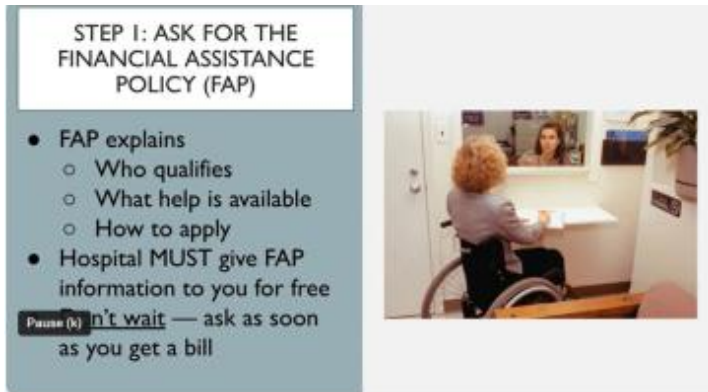 STEP 1: ASK FOR THE
FINANCIAL ASSISTANCE
POLICY (FAP)
● FAP explains
○ Who qualifies
○ What help is available
○ How to apply
● Hospital MUST give FAP
information to you for free
Pause (k) n't wait — ask as soon
as you get a bill